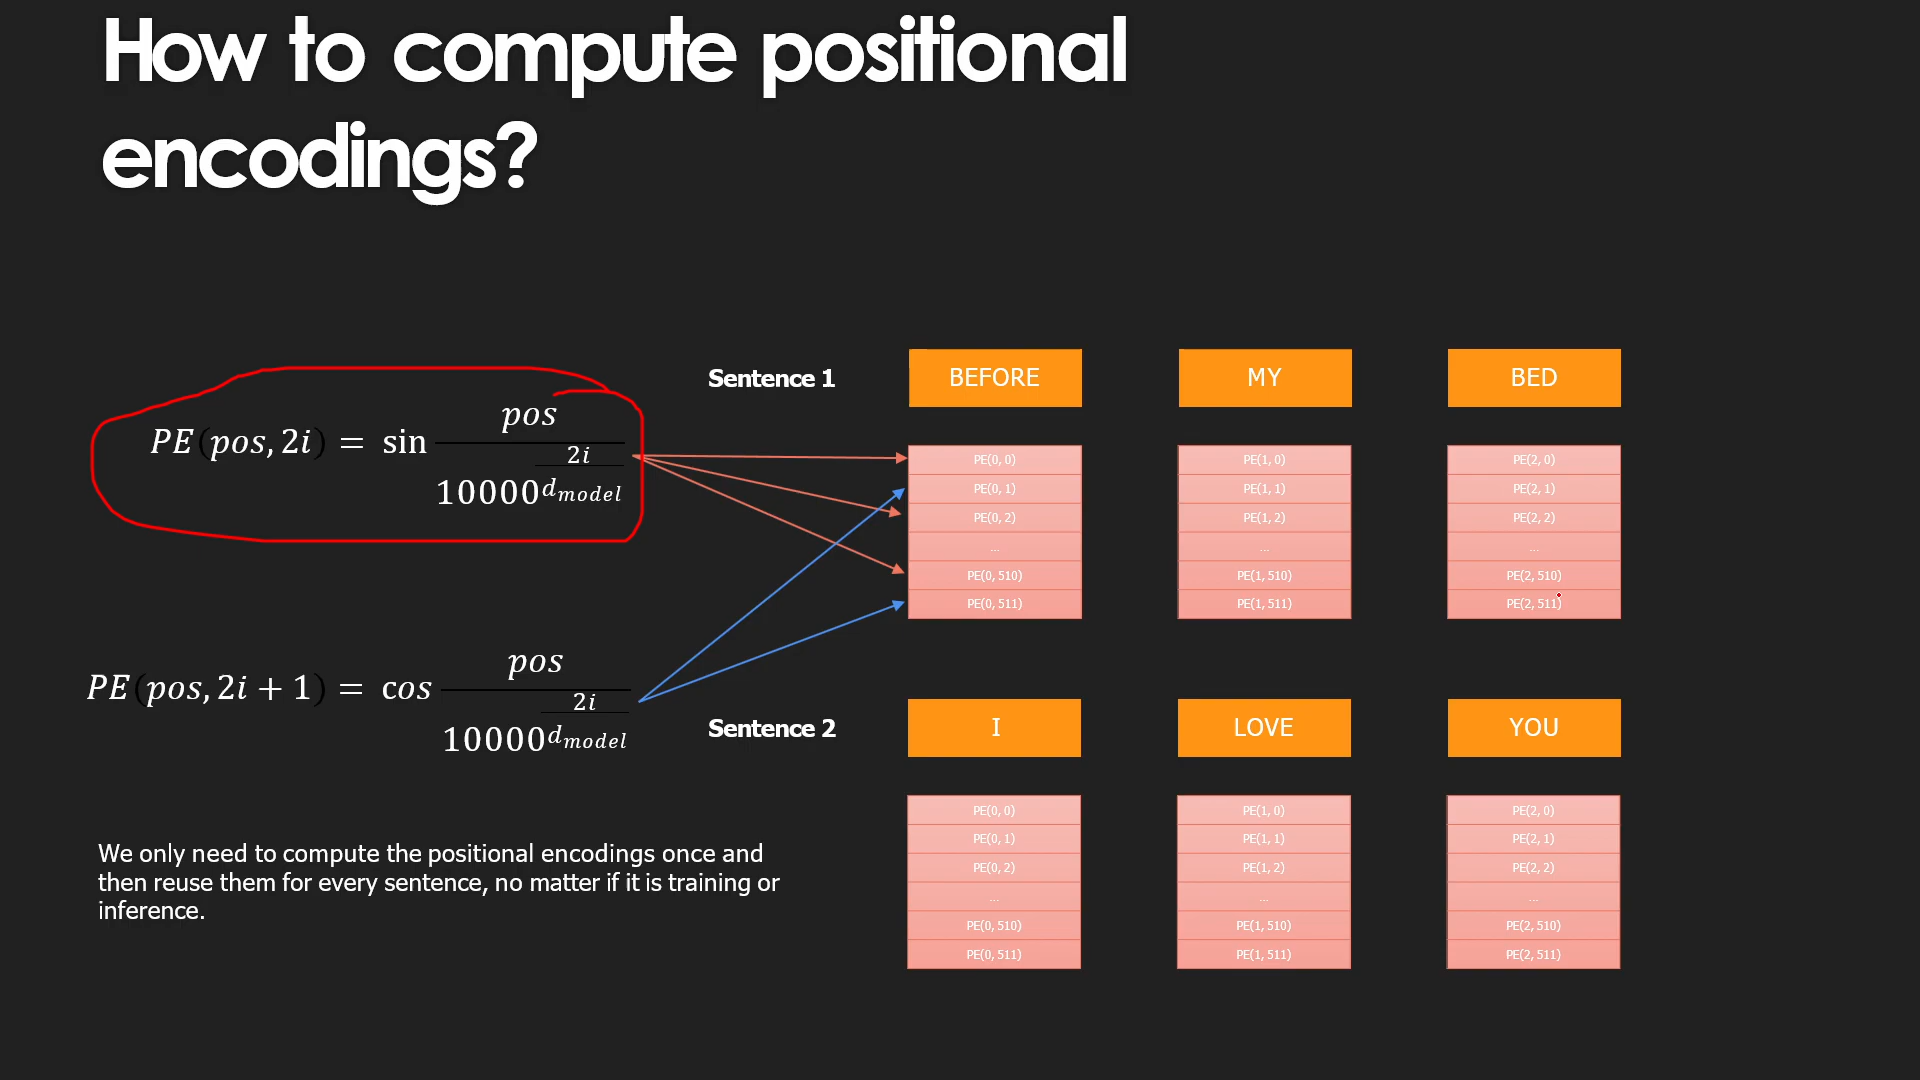 How to compute positional
encodings?
PE(pos, 2i) = sin pos / 10000^(2i / d_model)
PE(pos, 2i + 1) = cos pos / 10000^(2i / d_model)
We only need to compute the positional encodings once and
then reuse them for every sentence, no matter if it is training or
inference.
Sentence 1
BEFORE MY BED
PE(0, 0) PE(1, 0) PE(2, 0)
PE(0, 1) PE(1, 1) PE(2, 1)
PE(0, 2) PE(1, 2) PE(2, 2)
... ... ...
PE(0, 510) PE(1, 510) PE(2, 510)
PE(0, 511) PE(1, 511) PE(2, 511)
Sentence 2
I LOVE YOU
PE(0, 0) PE(1, 0) PE(2, 0)
PE(0, 1) PE(1, 1) PE(2, 1)
PE(0, 2) PE(1, 2) PE(2, 2)
... ... ...
PE(0, 510) PE(1, 510) PE(2, 510)
PE(0, 511) PE(1, 511) PE(2, 511)